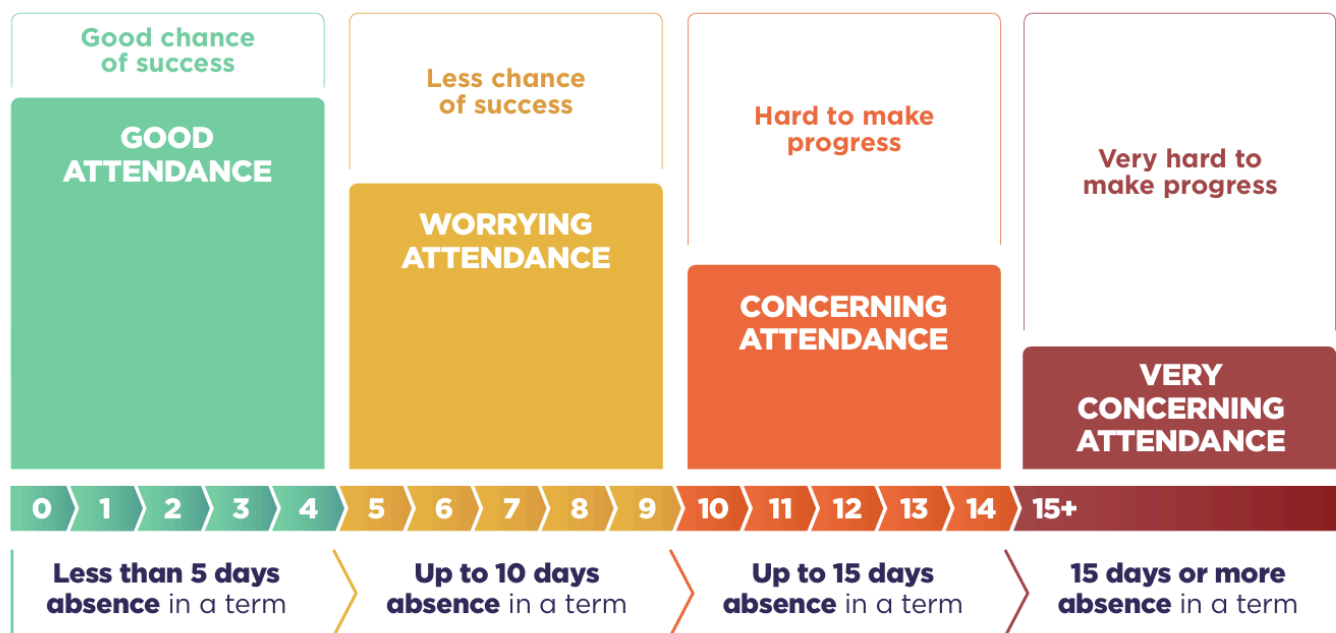 Good chance
of success
GOOD
ATTENDANCE
Less chance
of success
WORRYING
ATTENDANCE
Hard to make
progress
CONCERNING
ATTENDANCE
Very hard to
make progress
VERY
CONCERNING
ATTENDANCE
0 1 2 3 4 5 6 7 8 9 10 11 12 13 14 15+
Less than 5 days
absence in a term
Up to 10 days
absence in a term
Up to 15 days
absence in a term
15 days or more
absence in a term